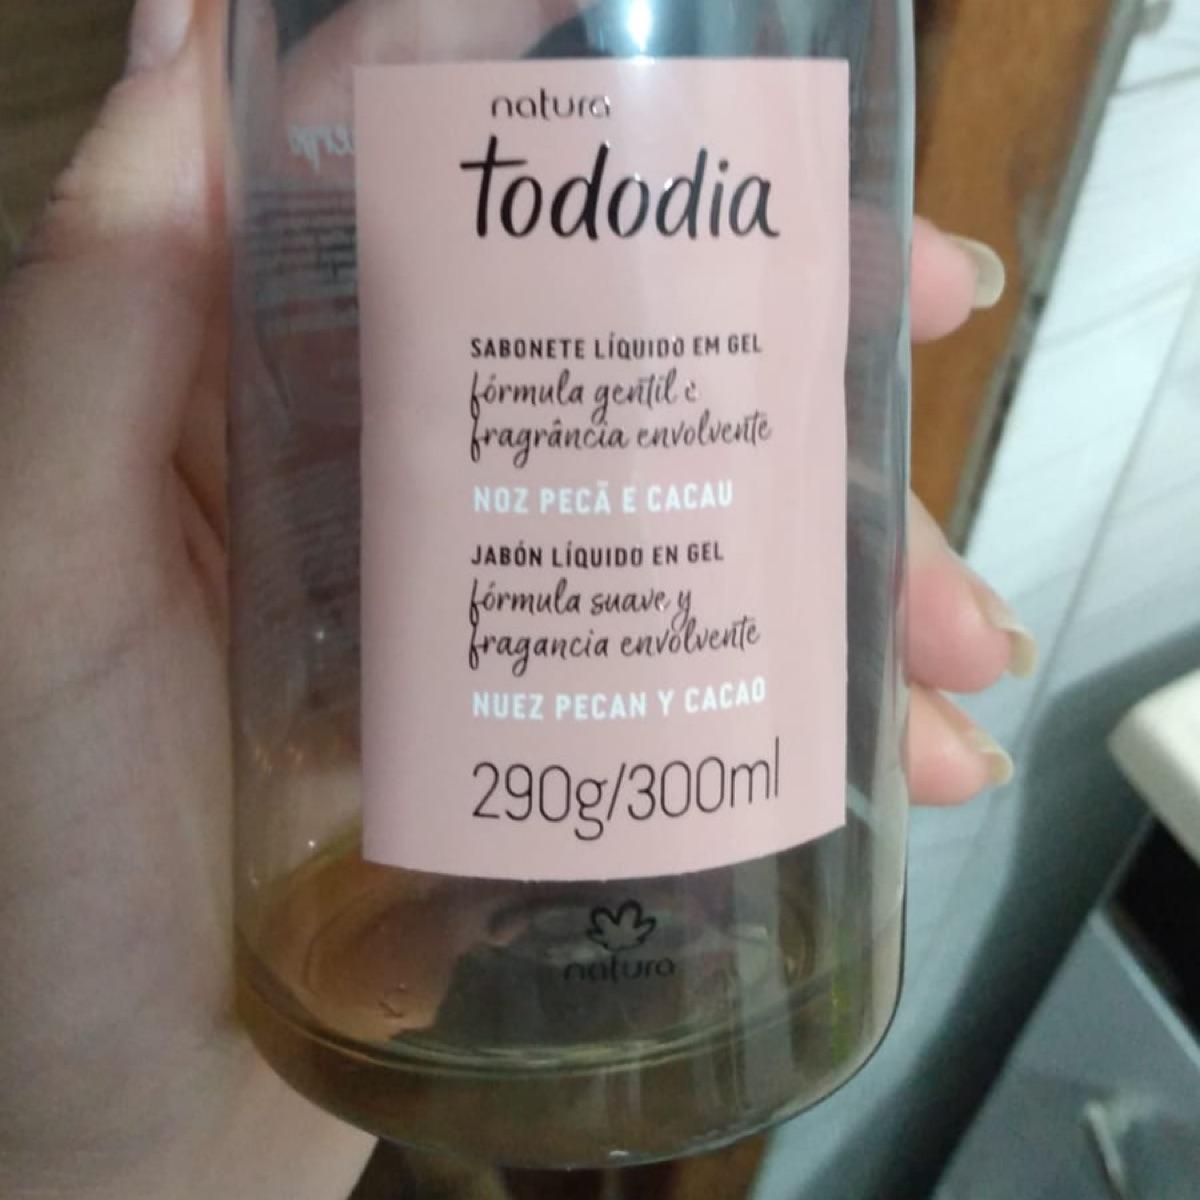 natura
tododia
SABONETE LÍQUIDO EM GEL
fórmula gentil e
fragrância envolvente
NOZ PECÃ E CACAU
JABÓN LÍQUIDO EN GEL
fórmula suave y
fragancia envolvente
NUEZ PECAN Y CACAO
290g/300ml
natura